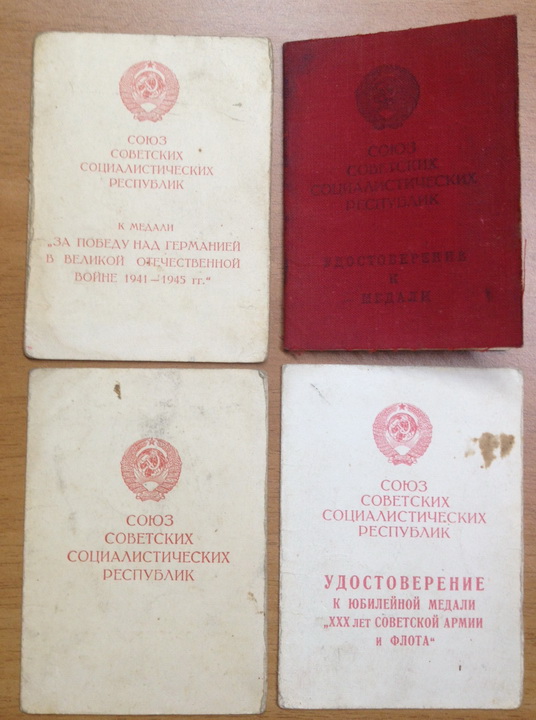 СОЮЗ
СОВЕТСКИХ
СОЦИАЛИСТИЧЕСКИХ
РЕСПУБЛИК
К МЕДАЛИ
„ЗА ПОБЕДУ НАД ГЕРМАНИЕЙ
В ВЕЛИКОЙ ОТЕЧЕСТВЕННОЙ
ВОЙНЕ 1941—1945 гг.“
СОЮЗ
СОВЕТСКИХ
СОЦИАЛИСТИЧЕСКИХ
РЕСПУБЛИК
УДОСТОВЕРЕНИЕ
К
МЕДАЛИ
СОЮЗ
СОВЕТСКИХ
СОЦИАЛИСТИЧЕСКИХ
РЕСПУБЛИК
СОЮЗ
СОВЕТСКИХ
СОЦИАЛИСТИЧЕСКИХ
РЕСПУБЛИК
УДОСТОВЕРЕНИЕ
К ЮБИЛЕЙНОЙ МЕДАЛИ
„XXX ЛЕТ СОВЕТСКОЙ АРМИИ
И ФЛОТА“